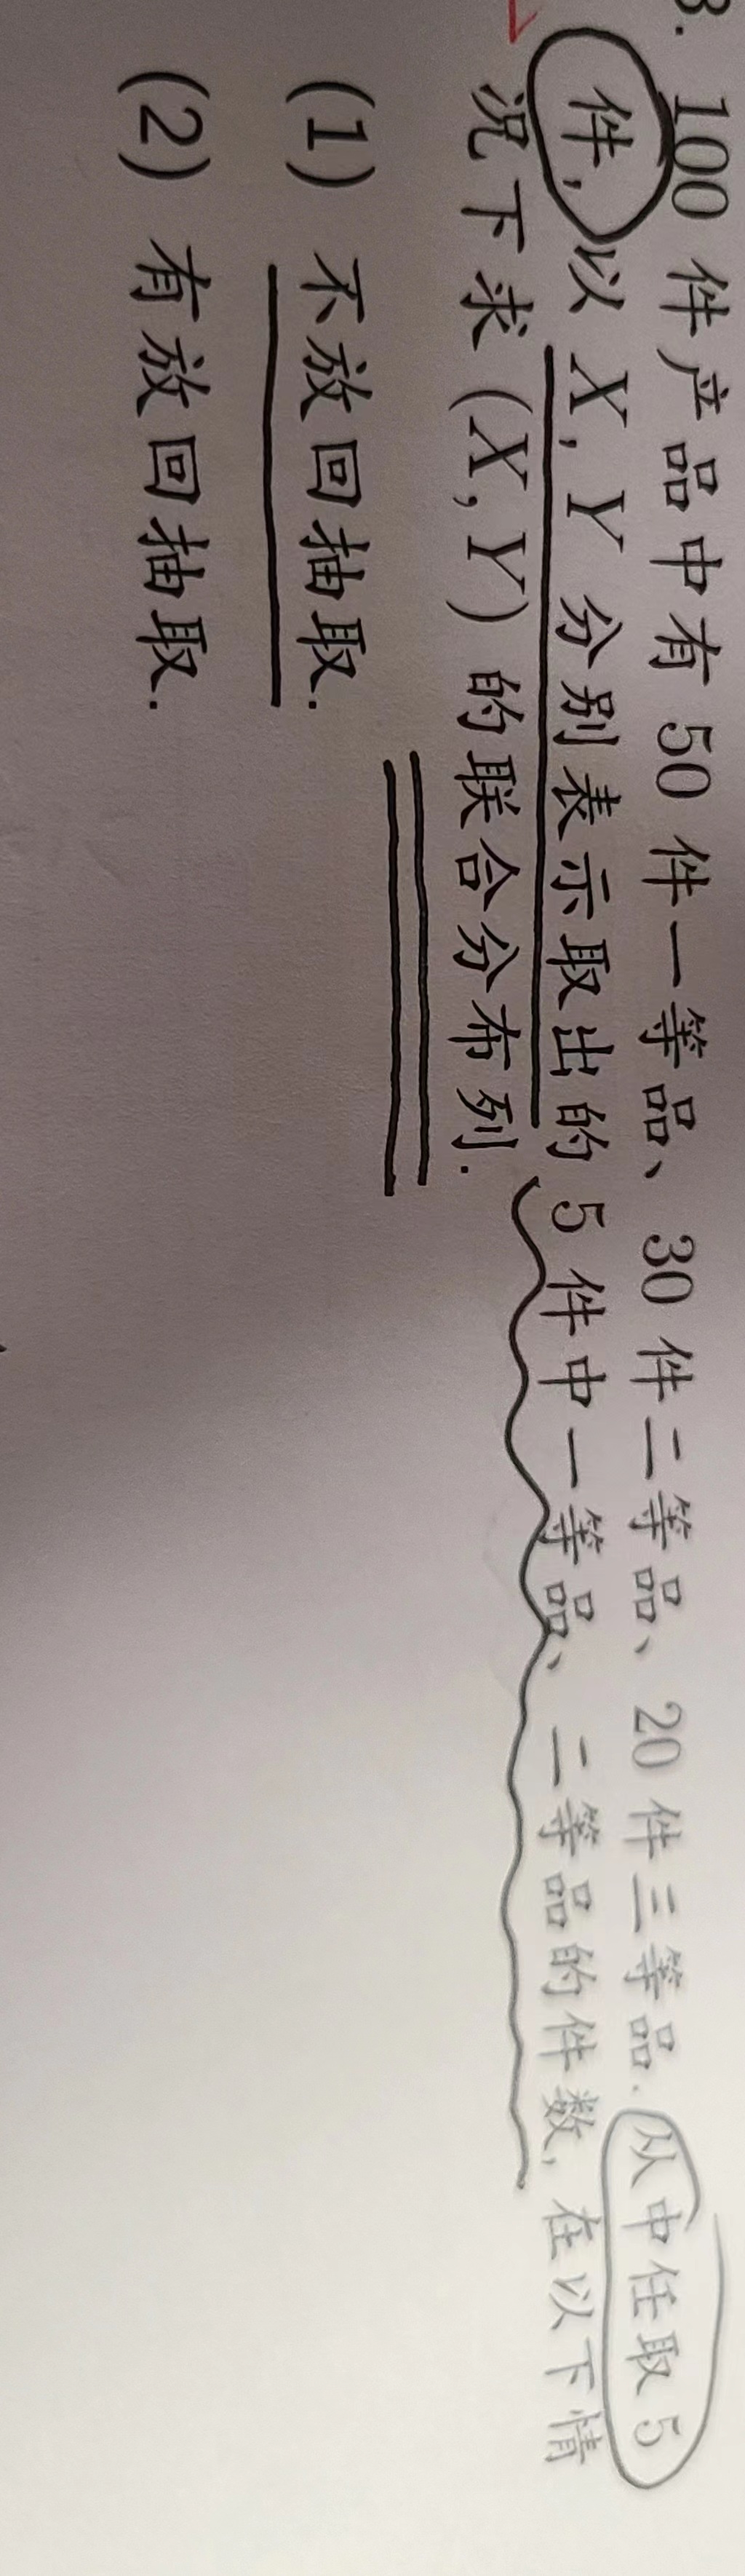 3. 100 件产品中有 50 件一等品、30 件二等品、20 件三等品. 从中任取 5
件, 以 X, Y 分别表示取出的 5 件中一等品、二等品的件数, 在以下情
况下求 (X, Y) 的联合分布列.
(1) 不放回抽取.
(2) 有放回抽取.